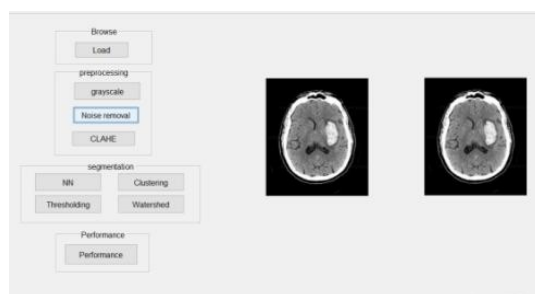 Browse
Load
preprocessing
grayscale
Noise removal
CLAHE
segmentation
NN Clustering
Thresholding Watershed
Performance
Performance